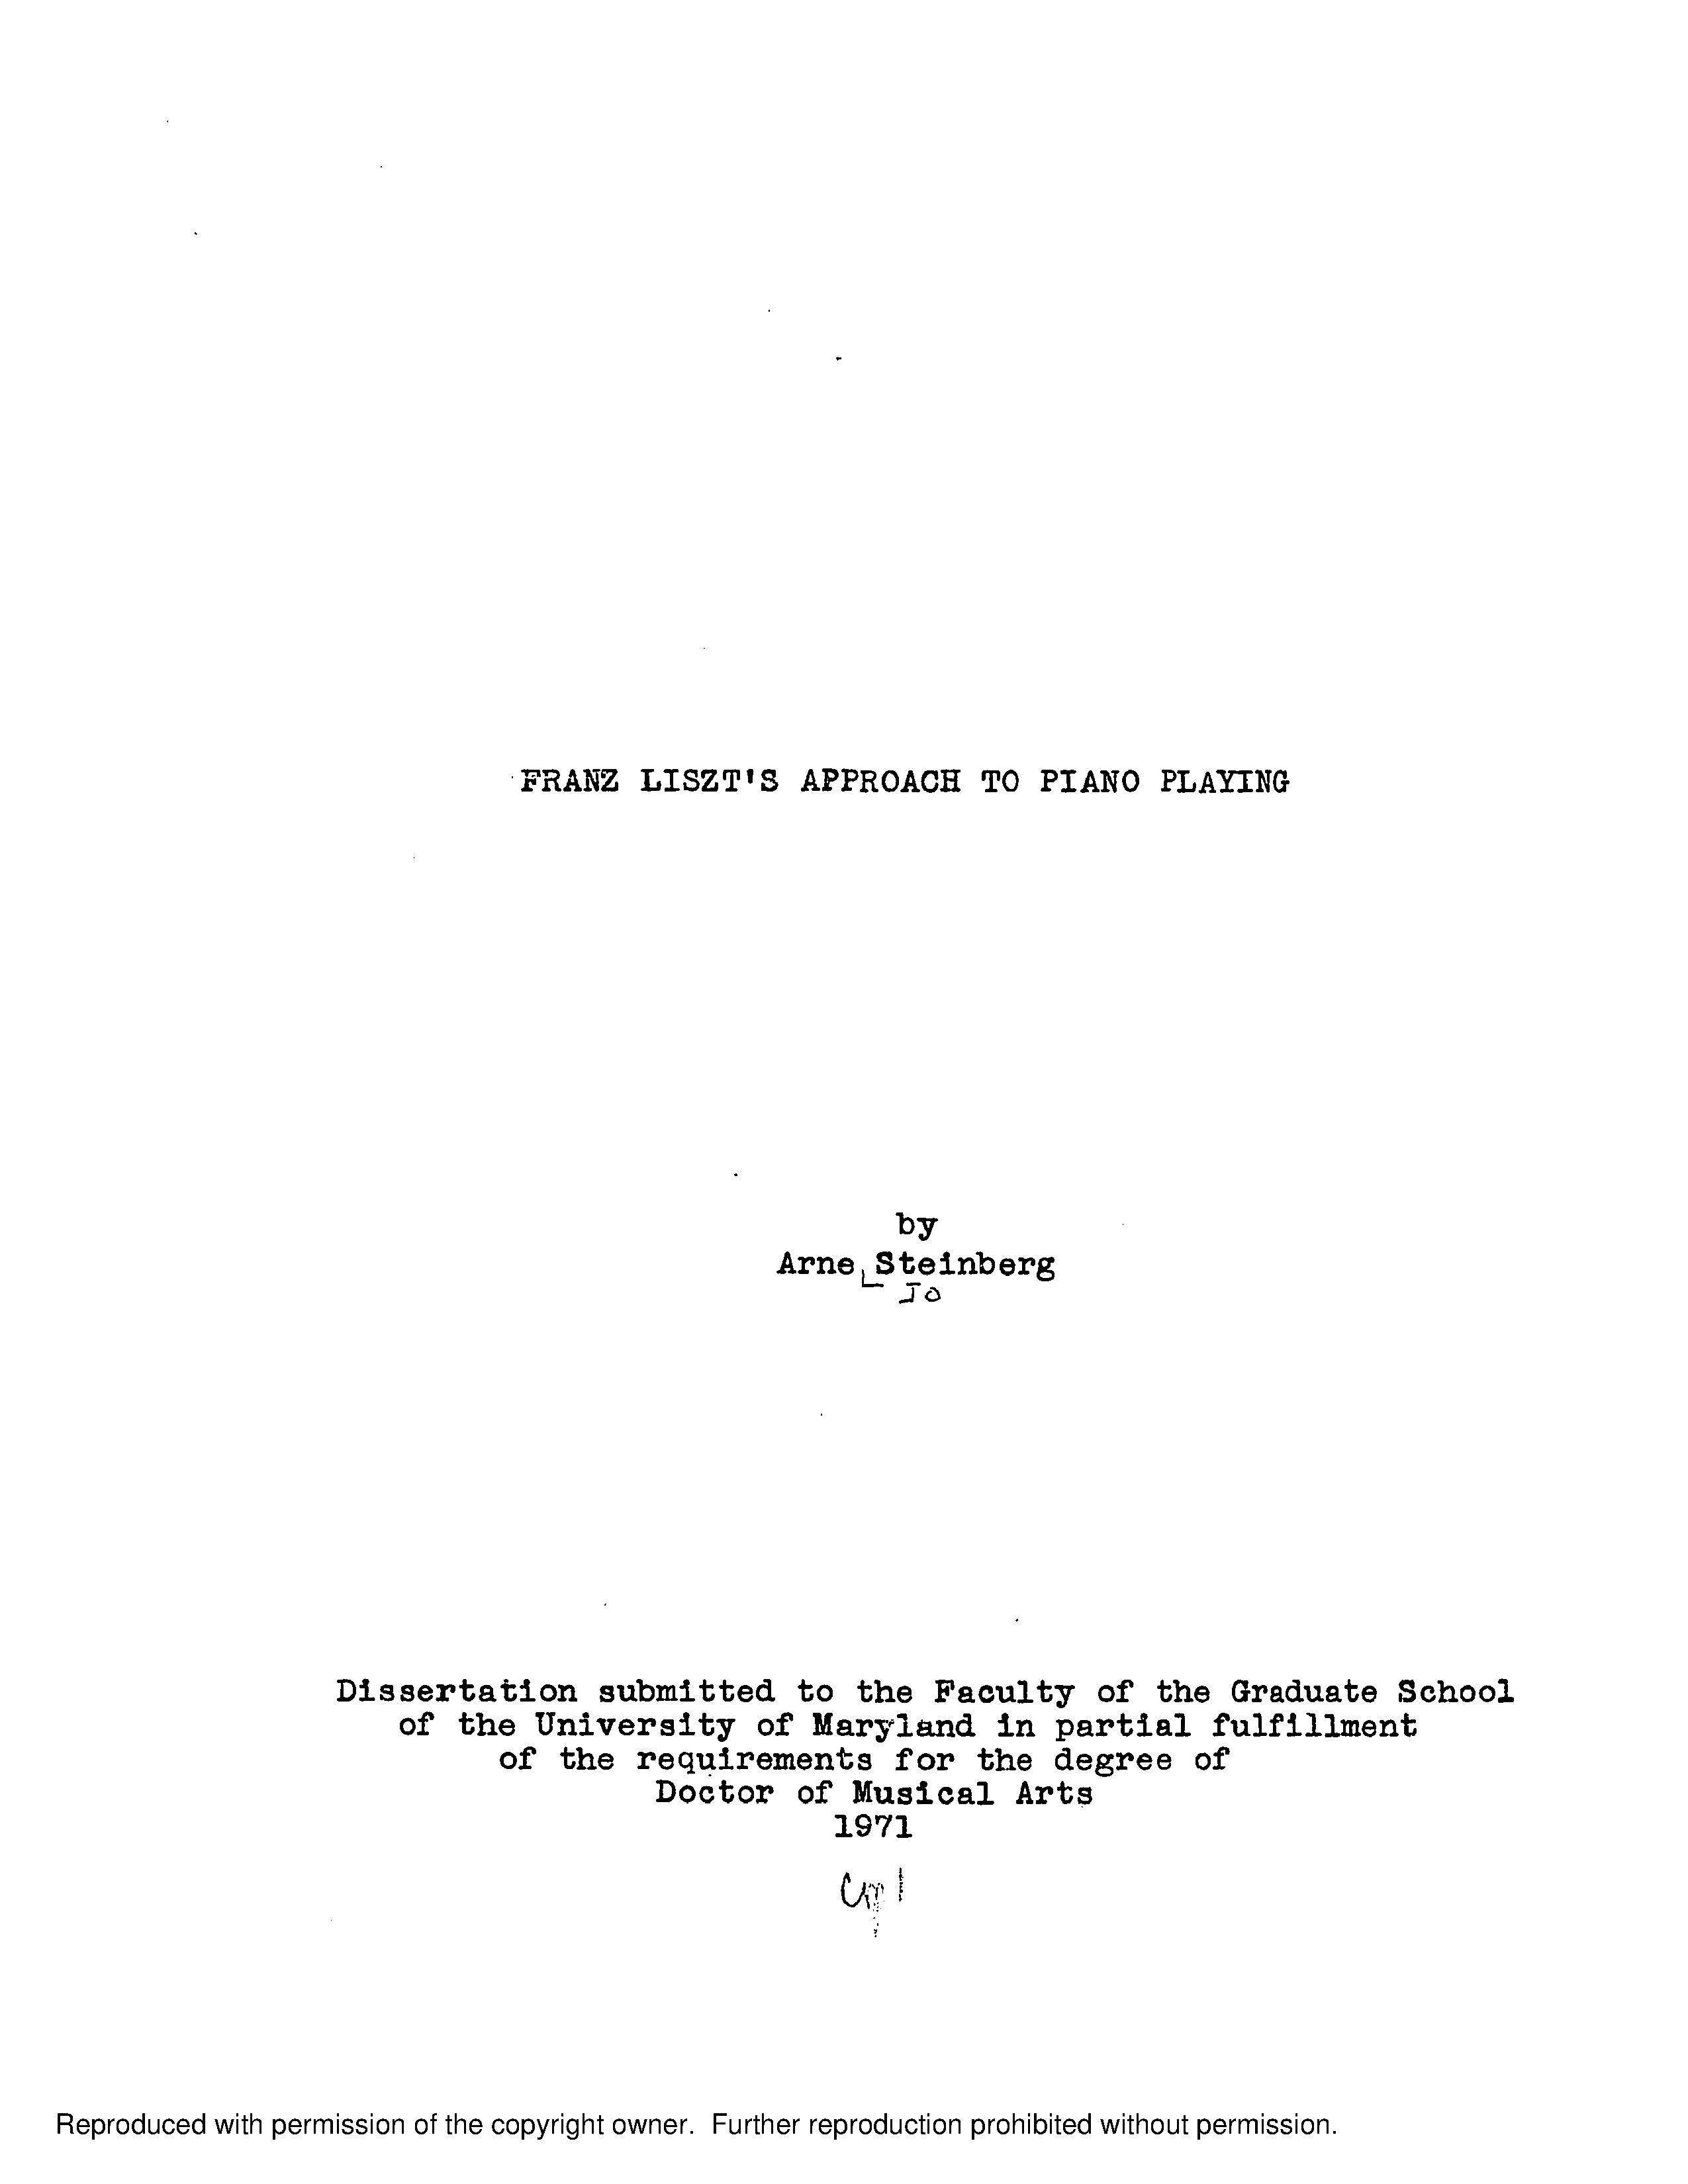 FRANZ LISZT'S APPROACH TO PIANO PLAYING
by
Arne Steinberg
Jo
Dissertation submitted to the Faculty of the Graduate School
of the University of Maryland in partial fulfillment
of the requirements for the degree of
Doctor of Musical Arts
1971
Reproduced with permission of the copyright owner. Further reproduction prohibited without permission.